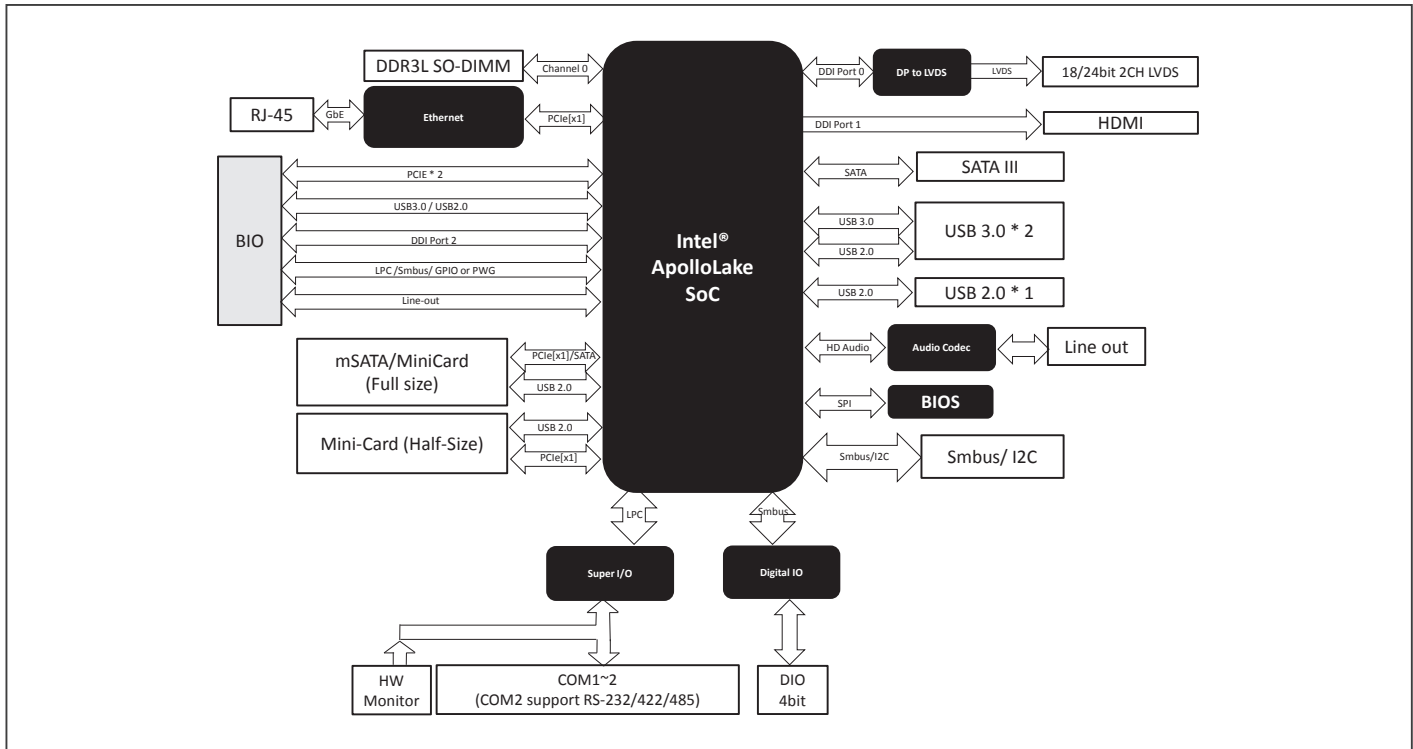 DDR3L SO-DIMM
Channel 0
RJ-45
GbE
Ethernet
PCIe[x1]
BIO
PCIE * 2
USB3.0 / USB2.0
DDI Port 2
LPC /Smbus/ GPIO or PWG
Line-out
mSATA/MiniCard
(Full size)
PCIe[x1]/SATA
USB 2.0
Mini-Card (Half-Size)
USB 2.0
PCIe[x1]
Intel®
ApolloLake
SoC
DDI Port 0
DP to LVDS
LVDS
18/24bit 2CH LVDS
DDI Port 1
HDMI
SATA
SATA III
USB 3.0
USB 2.0
USB 3.0 * 2
USB 2.0
USB 2.0 * 1
HD Audio
Audio Codec
Line out
SPI
BIOS
Smbus/I2C
Smbus/ I2C
LPC
Smbus
Super I/O
Digital IO
HW
Monitor
COM1~2
(COM2 support RS-232/422/485)
DIO
4bit